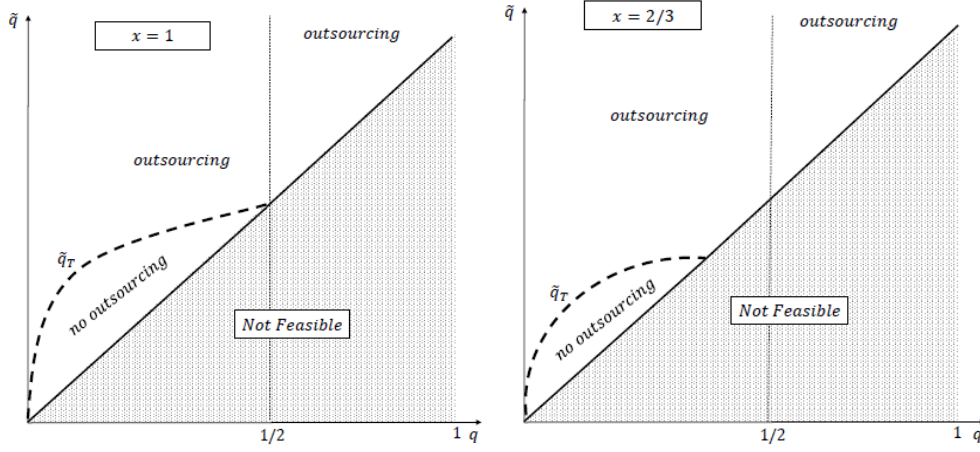 q̃
x = 1
outsourcing
outsourcing
q̃_T
no outsourcing
Not Feasible
1/2
1 q
q̃
x = 2/3
outsourcing
outsourcing
q̃_T
no outsourcing
Not Feasible
1/2
1 q